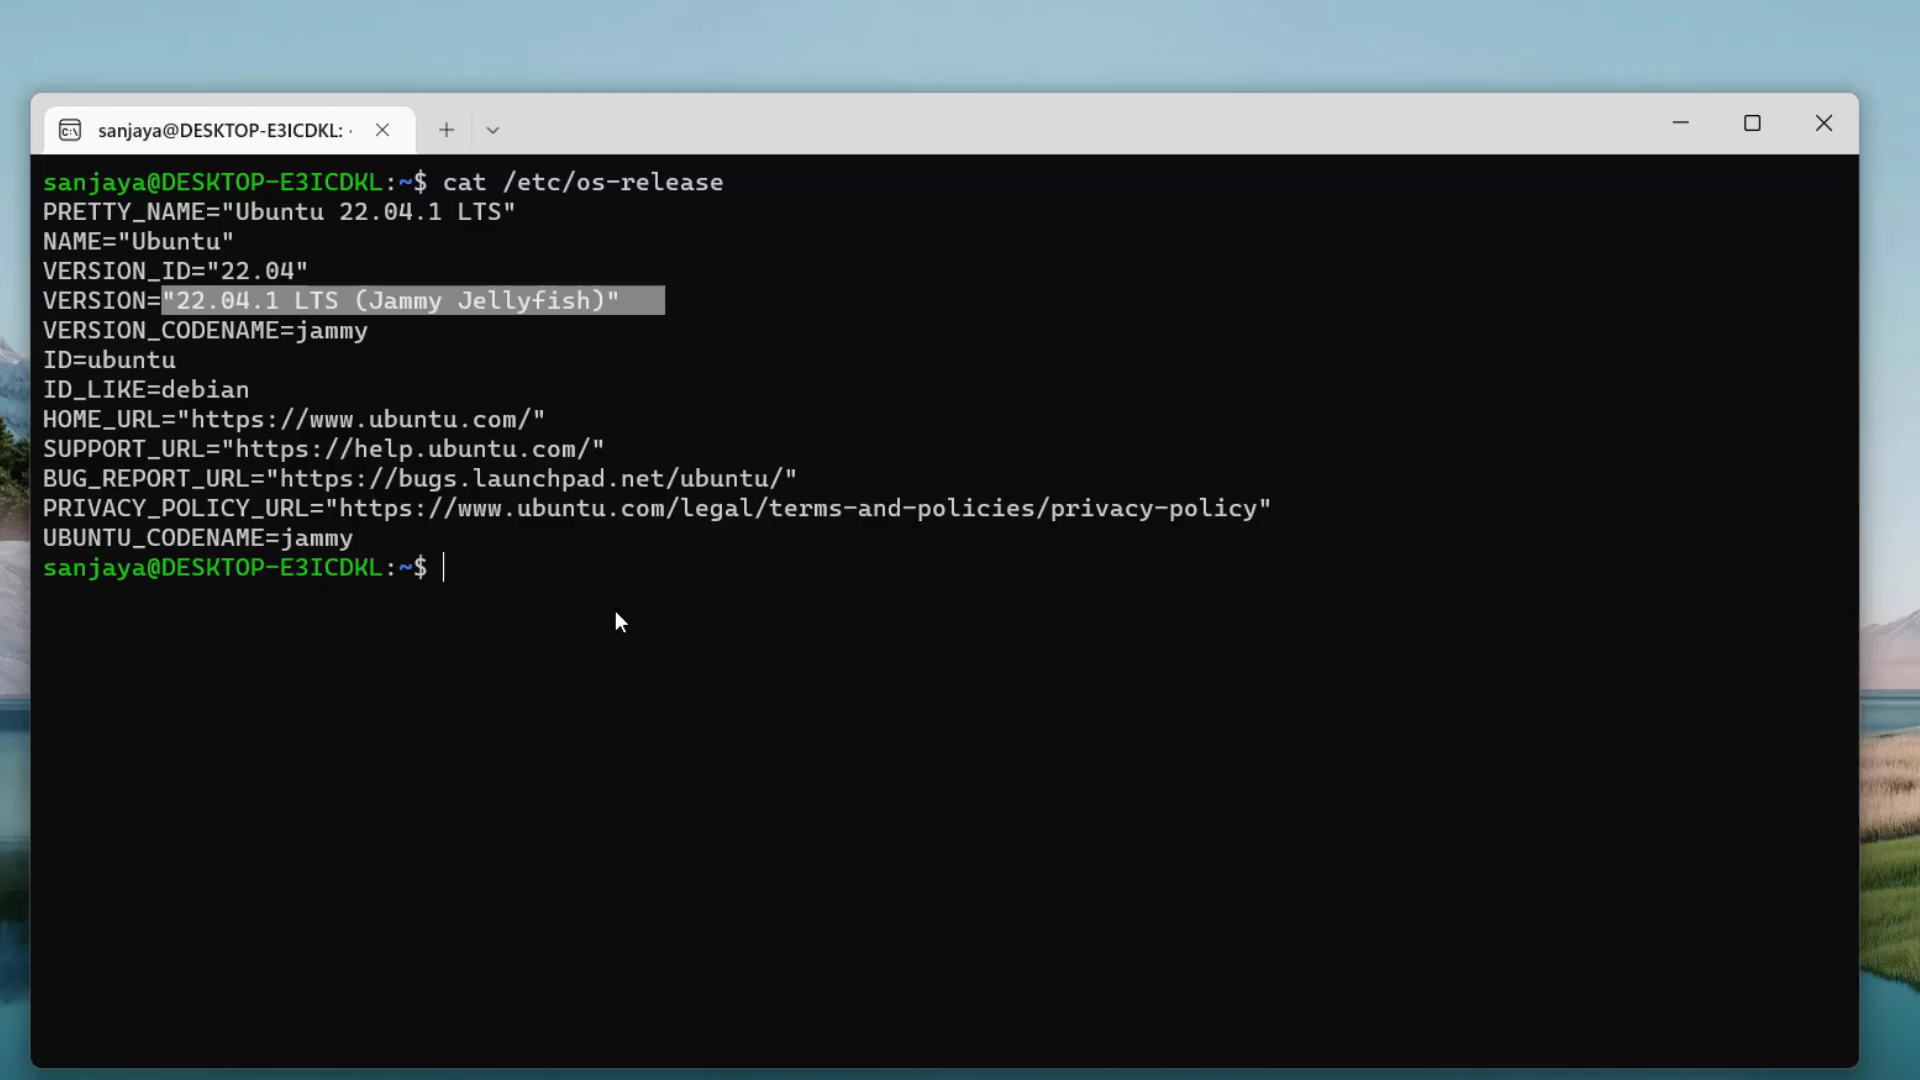 sanjaya@DESKTOP-E3ICDKL:
sanjaya@DESKTOP-E3ICDKL:~$ cat /etc/os-release
PRETTY_NAME="Ubuntu 22.04.1 LTS"
NAME="Ubuntu"
VERSION_ID="22.04"
VERSION="22.04.1 LTS (Jammy Jellyfish)"
VERSION_CODENAME=jammy
ID=ubuntu
ID_LIKE=debian
HOME_URL="https://www.ubuntu.com/"
SUPPORT_URL="https://help.ubuntu.com/"
BUG_REPORT_URL="https://bugs.launchpad.net/ubuntu/"
PRIVACY_POLICY_URL="https://www.ubuntu.com/legal/terms-and-policies/privacy-policy"
UBUNTU_CODENAME=jammy
sanjaya@DESKTOP-E3ICDKL:~$